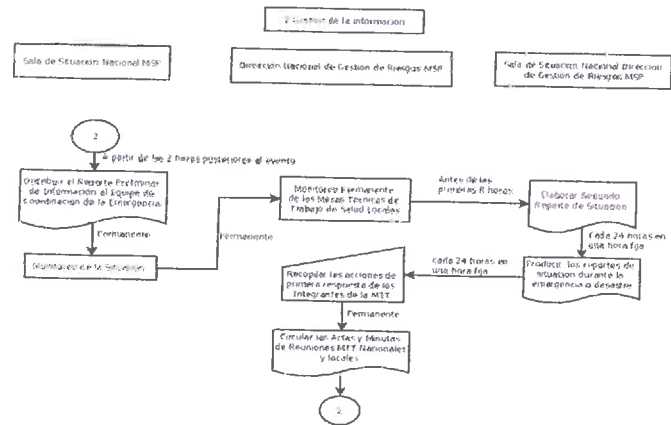 2 Gestión de la información
Sala de Situación Nacional MSP
Dirección Nacional de Gestión de Riesgos MSP
Sala de Situación Nacional Dirección
de Gestión de Riesgos MSP
2
A partir de las 2 horas posteriores al evento
Distribuir el Reporte Preliminar
de Información al Equipo de
coordinación de la Emergencia
Permanente
Monitoreo de la Situación
Permanente
Monitoreo Permanente
de las Mesas Técnicas de
Trabajo de Salud Locales
Antes de las
primeras 8 horas
Elaborar Segundo
Reporte de Situación
Cada 24 horas en
una hora fija
Producir los reportes de
situación durante la
emergencia o desastre
cada 24 horas en
una hora fija
Recopilar las acciones de
primera respuesta de los
Integrantes de la MTT
Permanente
Circular las Actas y Minutas
de Reuniones MTT Nacionales
y locales
2